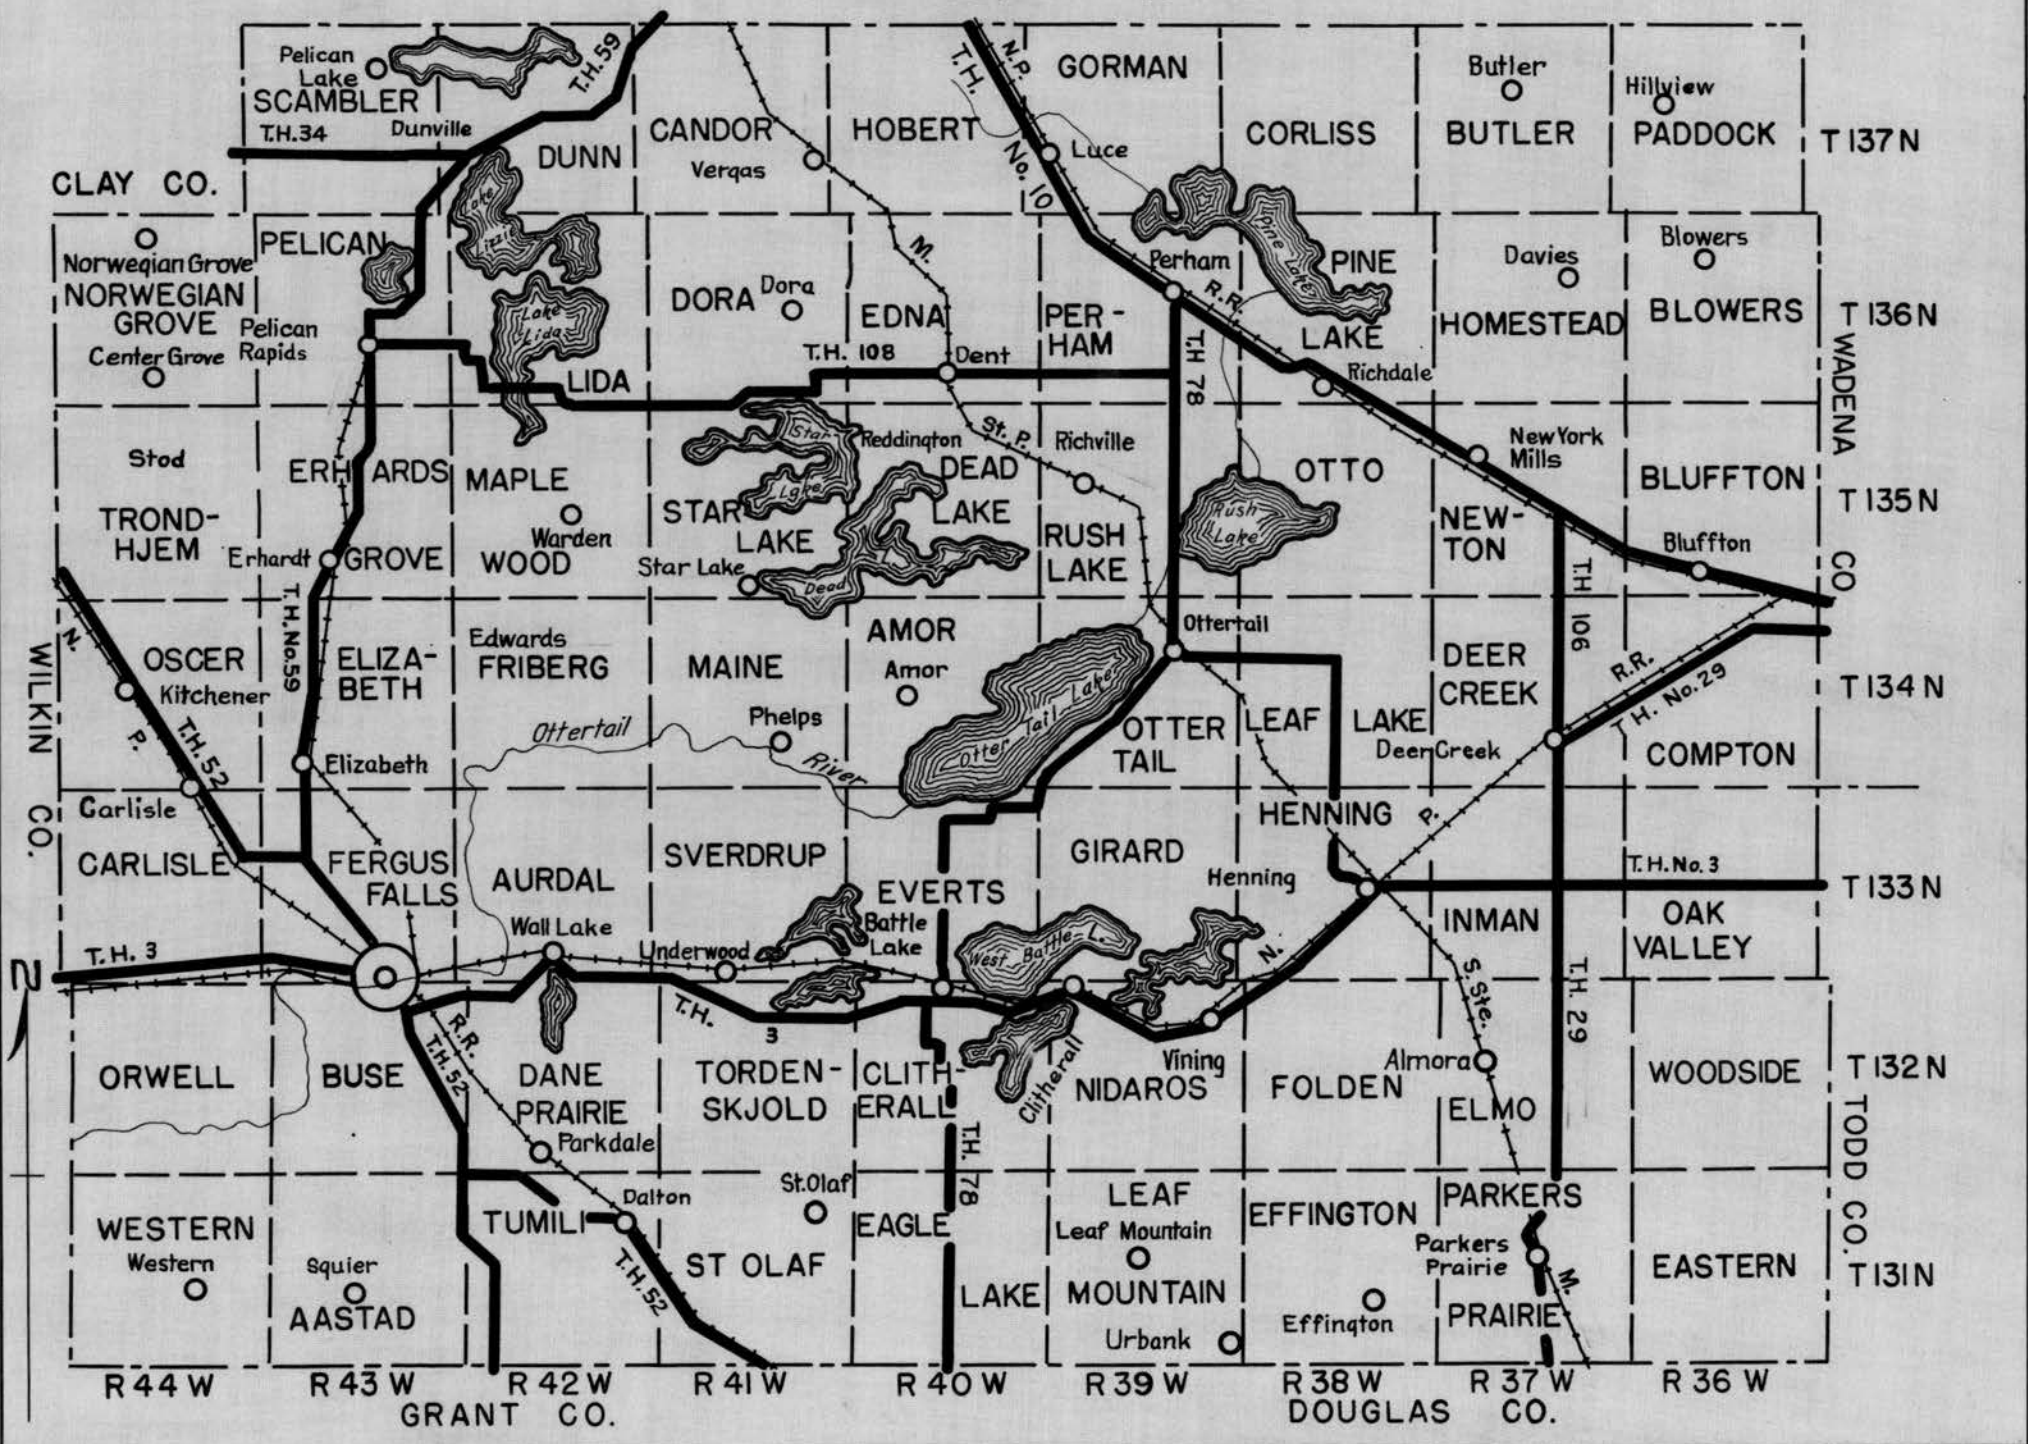 Pelican
Lake
SCAMBLER
T.H.34
Dunville
T.H.59
DUNN
CANDOR
Vergas
HOBERT
T.H.
No. 10
N.P.
Luce
GORMAN
CORLISS
Butler
BUTLER
Hillview
PADDOCK
T 137 N
CLAY CO.
Norwegian Grove
NORWEGIAN
GROVE
Center Grove
PELICAN
Pelican
Rapids
Lake
Lizzie
Lake
Lida
LIDA
DORA
Dora
M.
EDNA
T.H. 108
Dent
PER-
HAM
Perham
R.R.
T.H 78
Pine Lake
PINE
LAKE
Richdale
Davies
HOMESTEAD
Blowers
BLOWERS
T 136 N
WADENA CO
Stod
TROND-
HJEM
ERHARDS
GROVE
Erhardt
MAPLE
WOOD
Warden
Star
Lake
STAR
LAKE
Star Lake
Reddington
DEAD
LAKE
Dead
L.
St. P.
Richville
RUSH
LAKE
Rush
Lake
OTTO
New York
Mills
NEW-
TON
BLUFFTON
Bluffton
T 135 N
T.H 106
N.
P.
WILKIN CO.
OSCER
Kitchener
T.H.52
T.H.No.59
ELIZA-
BETH
Elizabeth
Edwards
FRIBERG
Ottertail
River
MAINE
Phelps
AMOR
Amor
Otter Tail Lake
Ottertail
OTTER
TAIL
LEAF LAKE
DEER
CREEK
Deer Creek
R.R.
T H. No. 29
COMPTON
T 134 N
Carlisle
CARLISLE
FERGUS
FALLS
AURDAL
Wall Lake
SVERDRUP
Underwood
EVERTS
Battle
Lake
West Battle L.
GIRARD
HENNING
Henning
P.
N.
INMAN
T.H. No. 3
OAK
VALLEY
T 133 N
T.H. 3
T.H.
3
ORWELL
BUSE
R.R.
T.H.52
DANE
PRAIRIE
Parkdale
TORDEN-
SKJOLD
CLITH-
ERALL
Clitherall
NIDAROS
Vining
FOLDEN
S. Ste.
Almora
ELMO
T.H. 29
WOODSIDE
T 132 N
TODD CO.
WESTERN
Western
Squier
AASTAD
TUMILI
Dalton
T.H.52
St.Olaf
ST OLAF
T.H. 78
EAGLE
LAKE
LEAF
Leaf Mountain
MOUNTAIN
Urbank
EFFINGTON
Effington
PARKERS
Parkers
Prairie
PRAIRIE
M.
EASTERN
T 131 N
R 44 W
R 43 W
R 42 W
R 41 W
R 40 W
R 39 W
R 38 W
R 37 W
R 36 W
GRANT CO.
DOUGLAS CO.